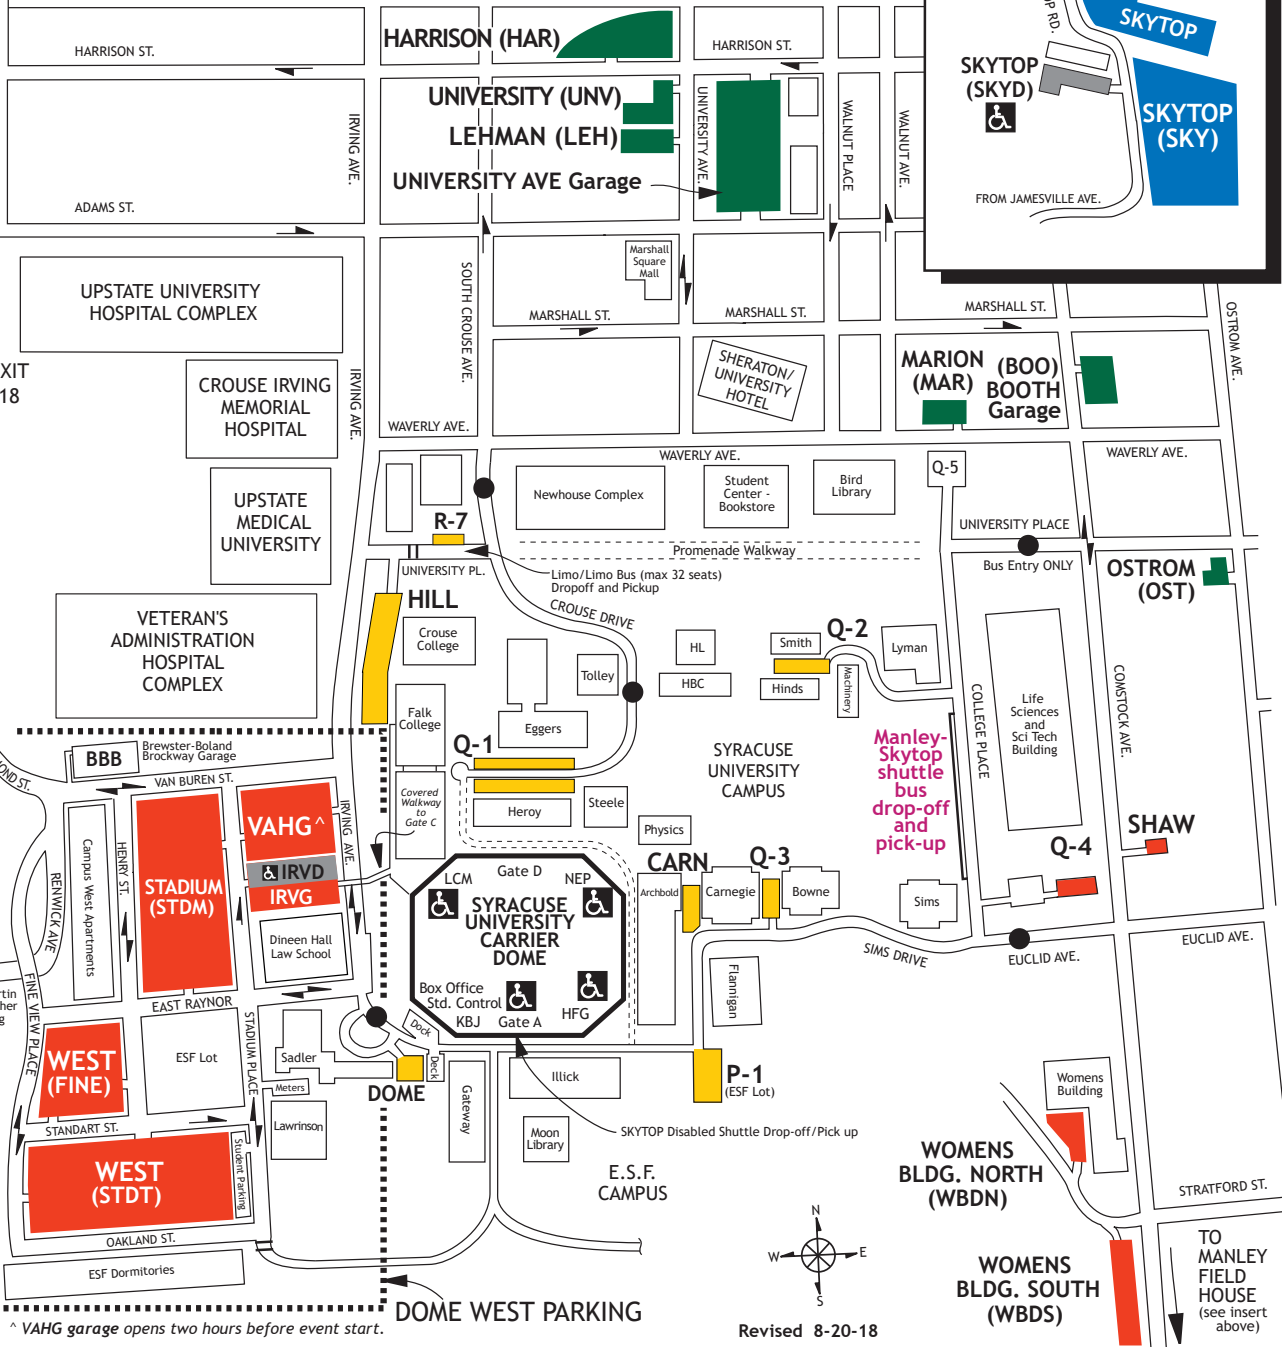 HARRISON ST.
HARRISON (HAR)
HARRISON ST.
UNIVERSITY (UNV)
LEHMAN (LEH)
UNIVERSITY AVE Garage
IRVING AVE.
UNIVERSITY AVE.
WALNUT PLACE
WALNUT AVE.
OP RD.
SKYTOP
SKYTOP
(SKYD)
SKYTOP
(SKY)
FROM JAMESVILLE AVE.
ADAMS ST.
UPSTATE UNIVERSITY
HOSPITAL COMPLEX
SOUTH CROUSE AVE.
Marshall
Square
Mall
MARSHALL ST.
MARSHALL ST.
MARSHALL ST.
OSTROM AVE.
XIT
18
CROUSE IRVING
MEMORIAL
HOSPITAL
IRVING AVE.
SHERATON/
UNIVERSITY
HOTEL
MARION
(MAR)
(BOO)
BOOTH
Garage
WAVERLY AVE.
WAVERLY AVE.
WAVERLY AVE.
UPSTATE
MEDICAL
UNIVERSITY
Newhouse Complex
Student
Center -
Bookstore
Bird
Library
Q-5
R-7
UNIVERSITY PLACE
Promenade Walkway
Bus Entry ONLY
UNIVERSITY PL.
Limo/Limo Bus (max 32 seats)
Dropoff and Pickup
OSTROM
(OST)
HILL
CROUSE DRIVE
VETERAN'S
ADMINISTRATION
HOSPITAL
COMPLEX
Crouse
College
HL
HBC
Smith
Q-2
Hinds
Machinery
Lyman
Tolley
Eggers
Life
Sciences
and
Sci Tech
Building
COLLEGE PLACE
COMSTOCK AVE.
Falk
College
Q-1
SYRACUSE
UNIVERSITY
CAMPUS
Manley-
Skytop
shuttle
bus
drop-off
and
pick-up
BBB
Brewster-Boland
Brockway Garage
VAN BUREN ST.
OND ST.
Covered
Walkway
to
Gate C
Heroy
Steele
Physics
SHAW
Q-4
VAHG^
IRVING AVE.
IRVD
IRVG
STADIUM
(STDM)
Campus West Apartments
HENRY ST.
RENWICK AVE
Dineen Hall
Law School
LCM
Gate D
NEP
SYRACUSE
UNIVERSITY
CARRIER
DOME
Box Office
Std. Control
KBJ
Gate A
HFG
CARN
Archbold
Carnegie
Q-3
Bowne
Sims
SIMS DRIVE
EUCLID AVE.
EUCLID AVE.
Flannigan
rtin
her
g
FINE VIEW PLACE
EAST RAYNOR
STADIUM PLACE
Dock
Deck
WEST
(FINE)
ESF Lot
Sadler
Meters
DOME
Gateway
Illick
P-1
(ESF Lot)
Womens
Building
STANDART ST.
Lawrinson
Moon
Library
SKYTOP Disabled Shuttle Drop-off/Pick up
WEST
(STDT)
Student Parking
E.S.F.
CAMPUS
WOMENS
BLDG. NORTH
(WBDN)
STRATFORD ST.
OAKLAND ST.
ESF Dormitories
N
W
E
S
WOMENS
BLDG. SOUTH
(WBDS)
TO
MANLEY
FIELD
HOUSE
(see insert
above)
DOME WEST PARKING
^ VAHG garage opens two hours before event start.
Revised 8-20-18